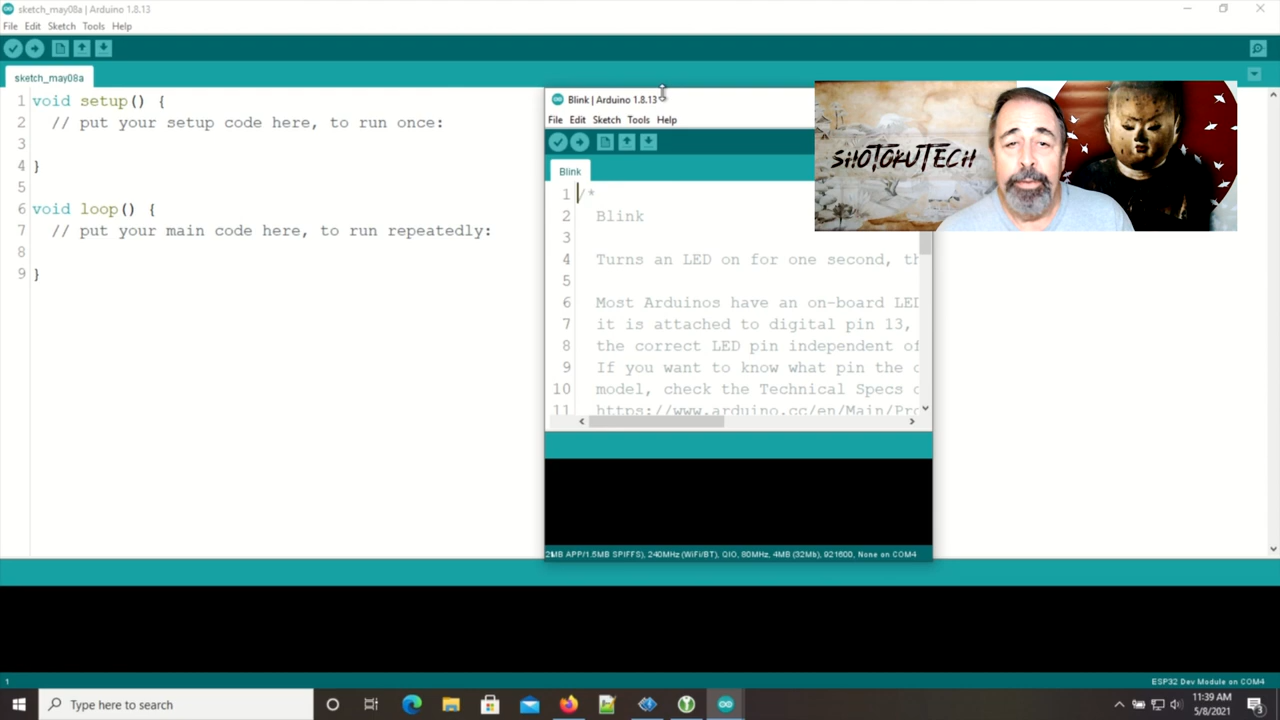 sketch_may08a | Arduino 1.8.13
File Edit Sketch Tools Help
sketch_may08a
1 void setup() {
2 // put your setup code here, to run once:
3
4 }
5
6 void loop() {
7 // put your main code here, to run repeatedly:
8
9 }
Blink | Arduino 1.8.13
File Edit Sketch Tools Help
Blink
1 /*
2 Blink
3
4 Turns an LED on for one second, th
5
6 Most Arduinos have an on-board LED
7 it is attached to digital pin 13,
8 the correct LED pin independent of
9 If you want to know what pin the o
10 model, check the Technical Specs o
11 https://www.arduino.cc/en/Main/Pro
2MB APP/1.5MB SPIFFS), 240MHz (WiFi/BT), QIO, 80MHz, 4MB (32Mb), 921600, None on COM4
SHOTOKUTECH
1
ESP32 Dev Module on COM4
Type here to search
11:39 AM
5/8/2021
3